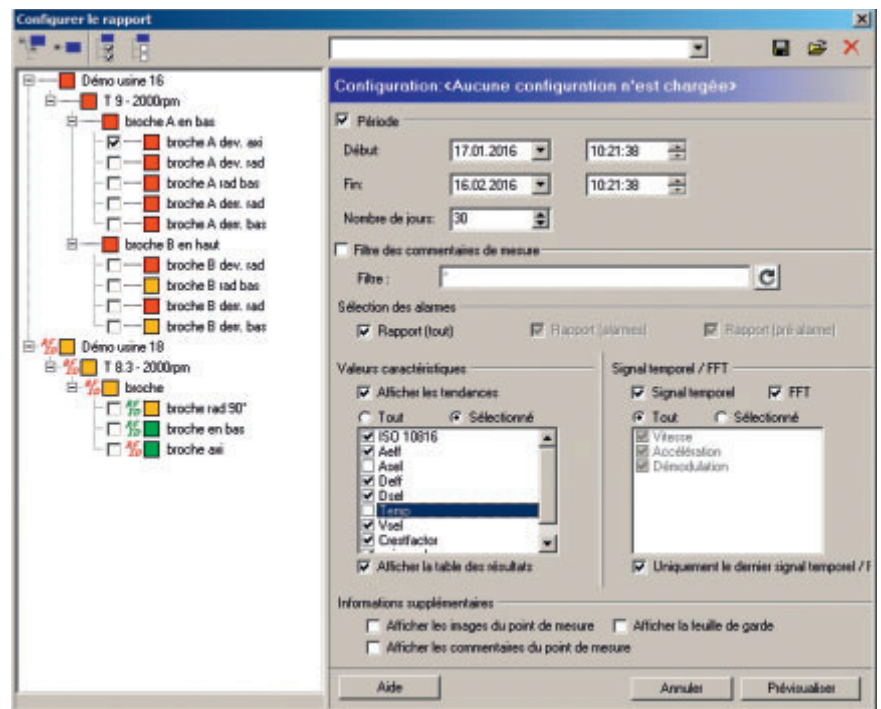 Configurer le rapport
Démo usine 16
T 9 - 2000rpm
broche A en bas
broche A dev. axi
broche A dev. rad
broche A rad bas
broche A derr. rad
broche A derr. bas
broche B en haut
broche B dev. rad
broche B rad bas
broche B derr. rad
broche B derr. bas
Démo usine 18
T 8.3 - 2000rpm
broche
broche rad 90°
broche en bas
broche axi
Configuration:<Aucune configuration n'est chargée>
Période
Début: 17.01.2016 10:21:38
Fin: 16.02.2016 10:21:38
Nombre de jours: 30
Filtre des commentaires de mesure
Filtre : *
Sélection des alarmes
Rapport (tout) Rapport (alarmes) Rapport (pré-alarme)
Valeurs caractéristiques
Afficher les tendances
Tout Sélectionné
ISO 10816
Aeff
Asel
Deff
Dsel
Temp
Vsel
Crestfactor
Afficher la table des résultats
Signal temporel / FFT
Signal temporel FFT
Tout Sélectionné
Vitesse
Accélération
Démodulation
Uniquement le dernier signal temporel / F
Informations supplémentaires
Afficher les images du point de mesure Afficher la feuille de garde
Afficher les commentaires du point de mesure
Aide Annuler Prévisualiser